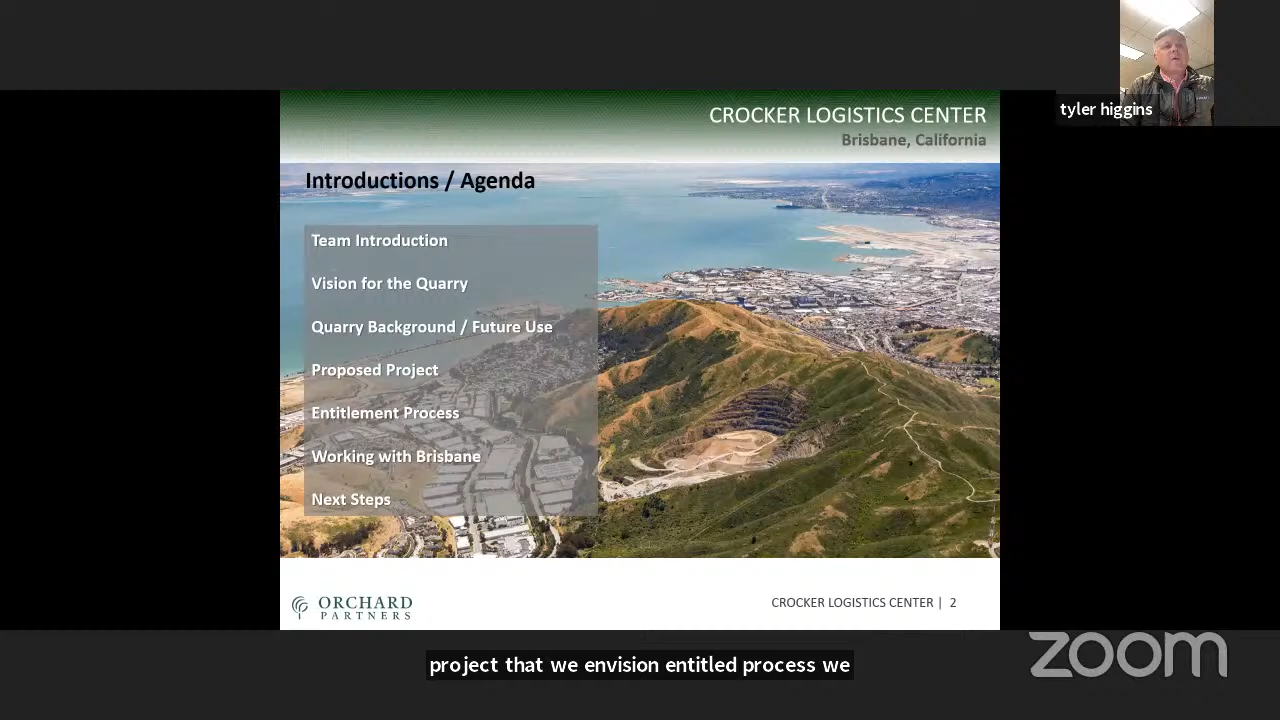 tyler higgins
CROCKER LOGISTICS CENTER
Brisbane, California
Introductions / Agenda
Team Introduction
Vision for the Quarry
Quarry Background / Future Use
Proposed Project
Entitlement Process
Working with Brisbane
Next Steps
ORCHARD
PARTNERS
CROCKER LOGISTICS CENTER | 2
project that we envision entitled process we
zoom